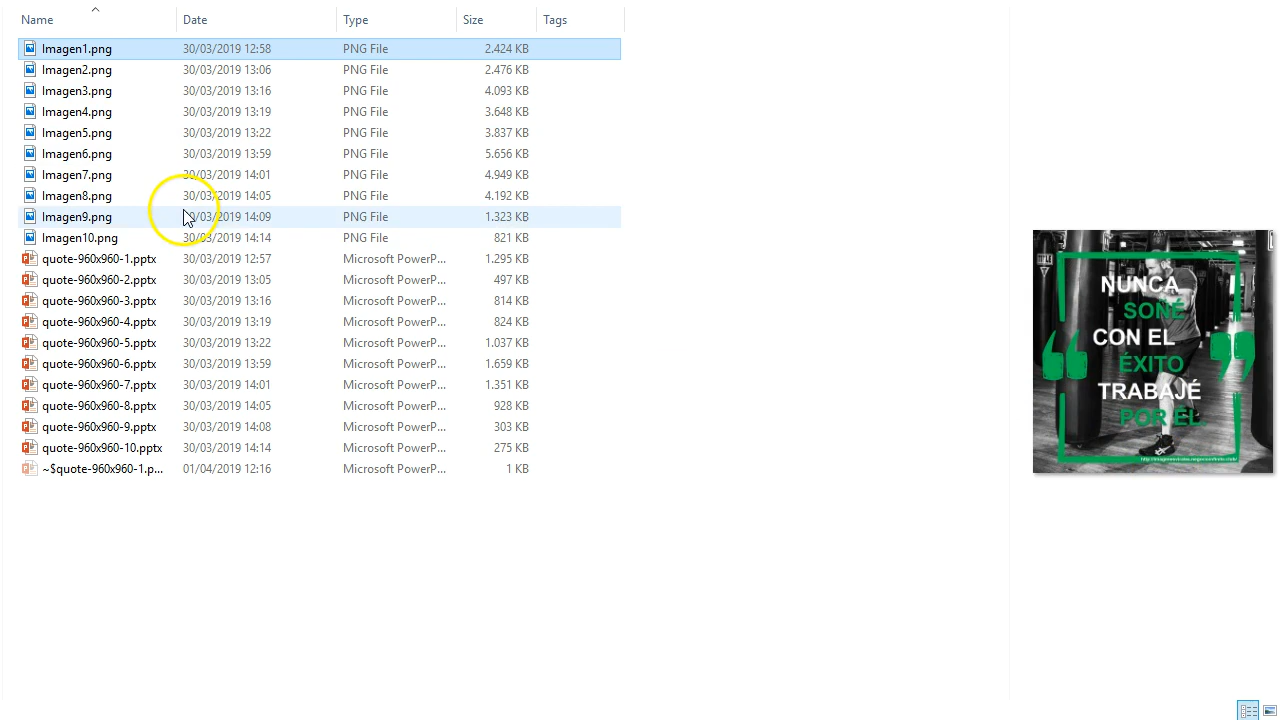 Name Date Type Size Tags
Imagen1.png 30/03/2019 12:58 PNG File 2.424 KB
Imagen2.png 30/03/2019 13:06 PNG File 2.476 KB
Imagen3.png 30/03/2019 13:16 PNG File 4.093 KB
Imagen4.png 30/03/2019 13:19 PNG File 3.648 KB
Imagen5.png 30/03/2019 13:22 PNG File 3.837 KB
Imagen6.png 30/03/2019 13:59 PNG File 5.656 KB
Imagen7.png 30/03/2019 14:01 PNG File 4.949 KB
Imagen8.png 30/03/2019 14:05 PNG File 4.192 KB
Imagen9.png 30/03/2019 14:09 PNG File 1.323 KB
Imagen10.png 30/03/2019 14:14 PNG File 821 KB
quote-960x960-1.pptx 30/03/2019 12:57 Microsoft PowerP... 1.292 KB
quote-960x960-2.pptx 30/03/2019 13:05 Microsoft PowerP... 497 KB
quote-960x960-3.pptx 30/03/2019 13:16 Microsoft PowerP... 814 KB
quote-960x960-4.pptx 30/03/2019 13:19 Microsoft PowerP... 824 KB
quote-960x960-5.pptx 30/03/2019 13:22 Microsoft PowerP... 1.037 KB
quote-960x960-6.pptx 30/03/2019 13:59 Microsoft PowerP... 1.659 KB
quote-960x960-7.pptx 30/03/2019 14:01 Microsoft PowerP... 1.351 KB
quote-960x960-8.pptx 30/03/2019 14:05 Microsoft PowerP... 928 KB
quote-960x960-9.pptx 30/03/2019 14:08 Microsoft PowerP... 303 KB
quote-960x960-10.pptx 30/03/2019 14:14 Microsoft PowerP... 275 KB
~$quote-960x960-1.p... 01/04/2019 12:16 Microsoft PowerP... 1 KB
NUNCA
SOÑÉ
CON EL
ÉXITO
TRABAJÉ
POR ÉL.